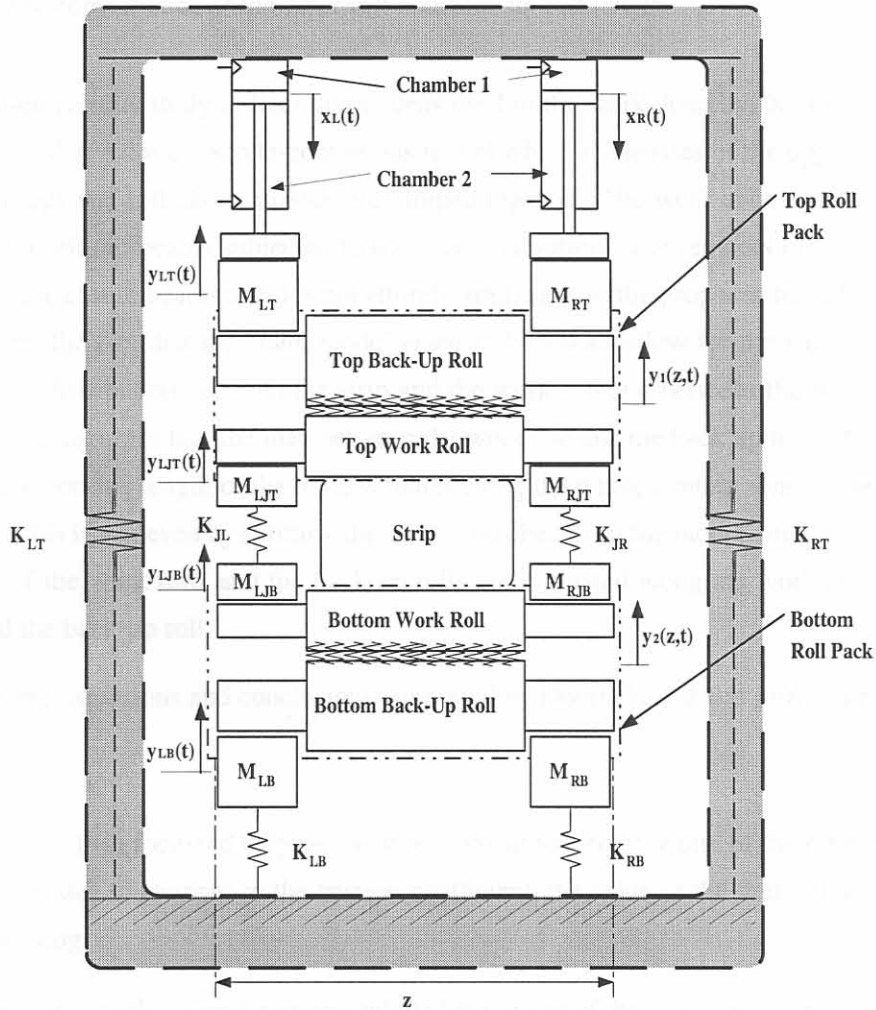 Chamber 1
xL(t)
xR(t)
Chamber 2
Top Roll
Pack
yLT(t)
MLT
MRT
Top Back-Up Roll
y1(z,t)
Top Work Roll
yLJT(t)
MLJT
MRJT
KLT
KJL
Strip
KJR
KRT
yLJB(t)
MLJB
MRJB
Bottom Work Roll
y2(z,t)
Bottom
Roll Pack
Bottom Back-Up Roll
yLB(t)
MLB
MRB
KLB
KRB
z